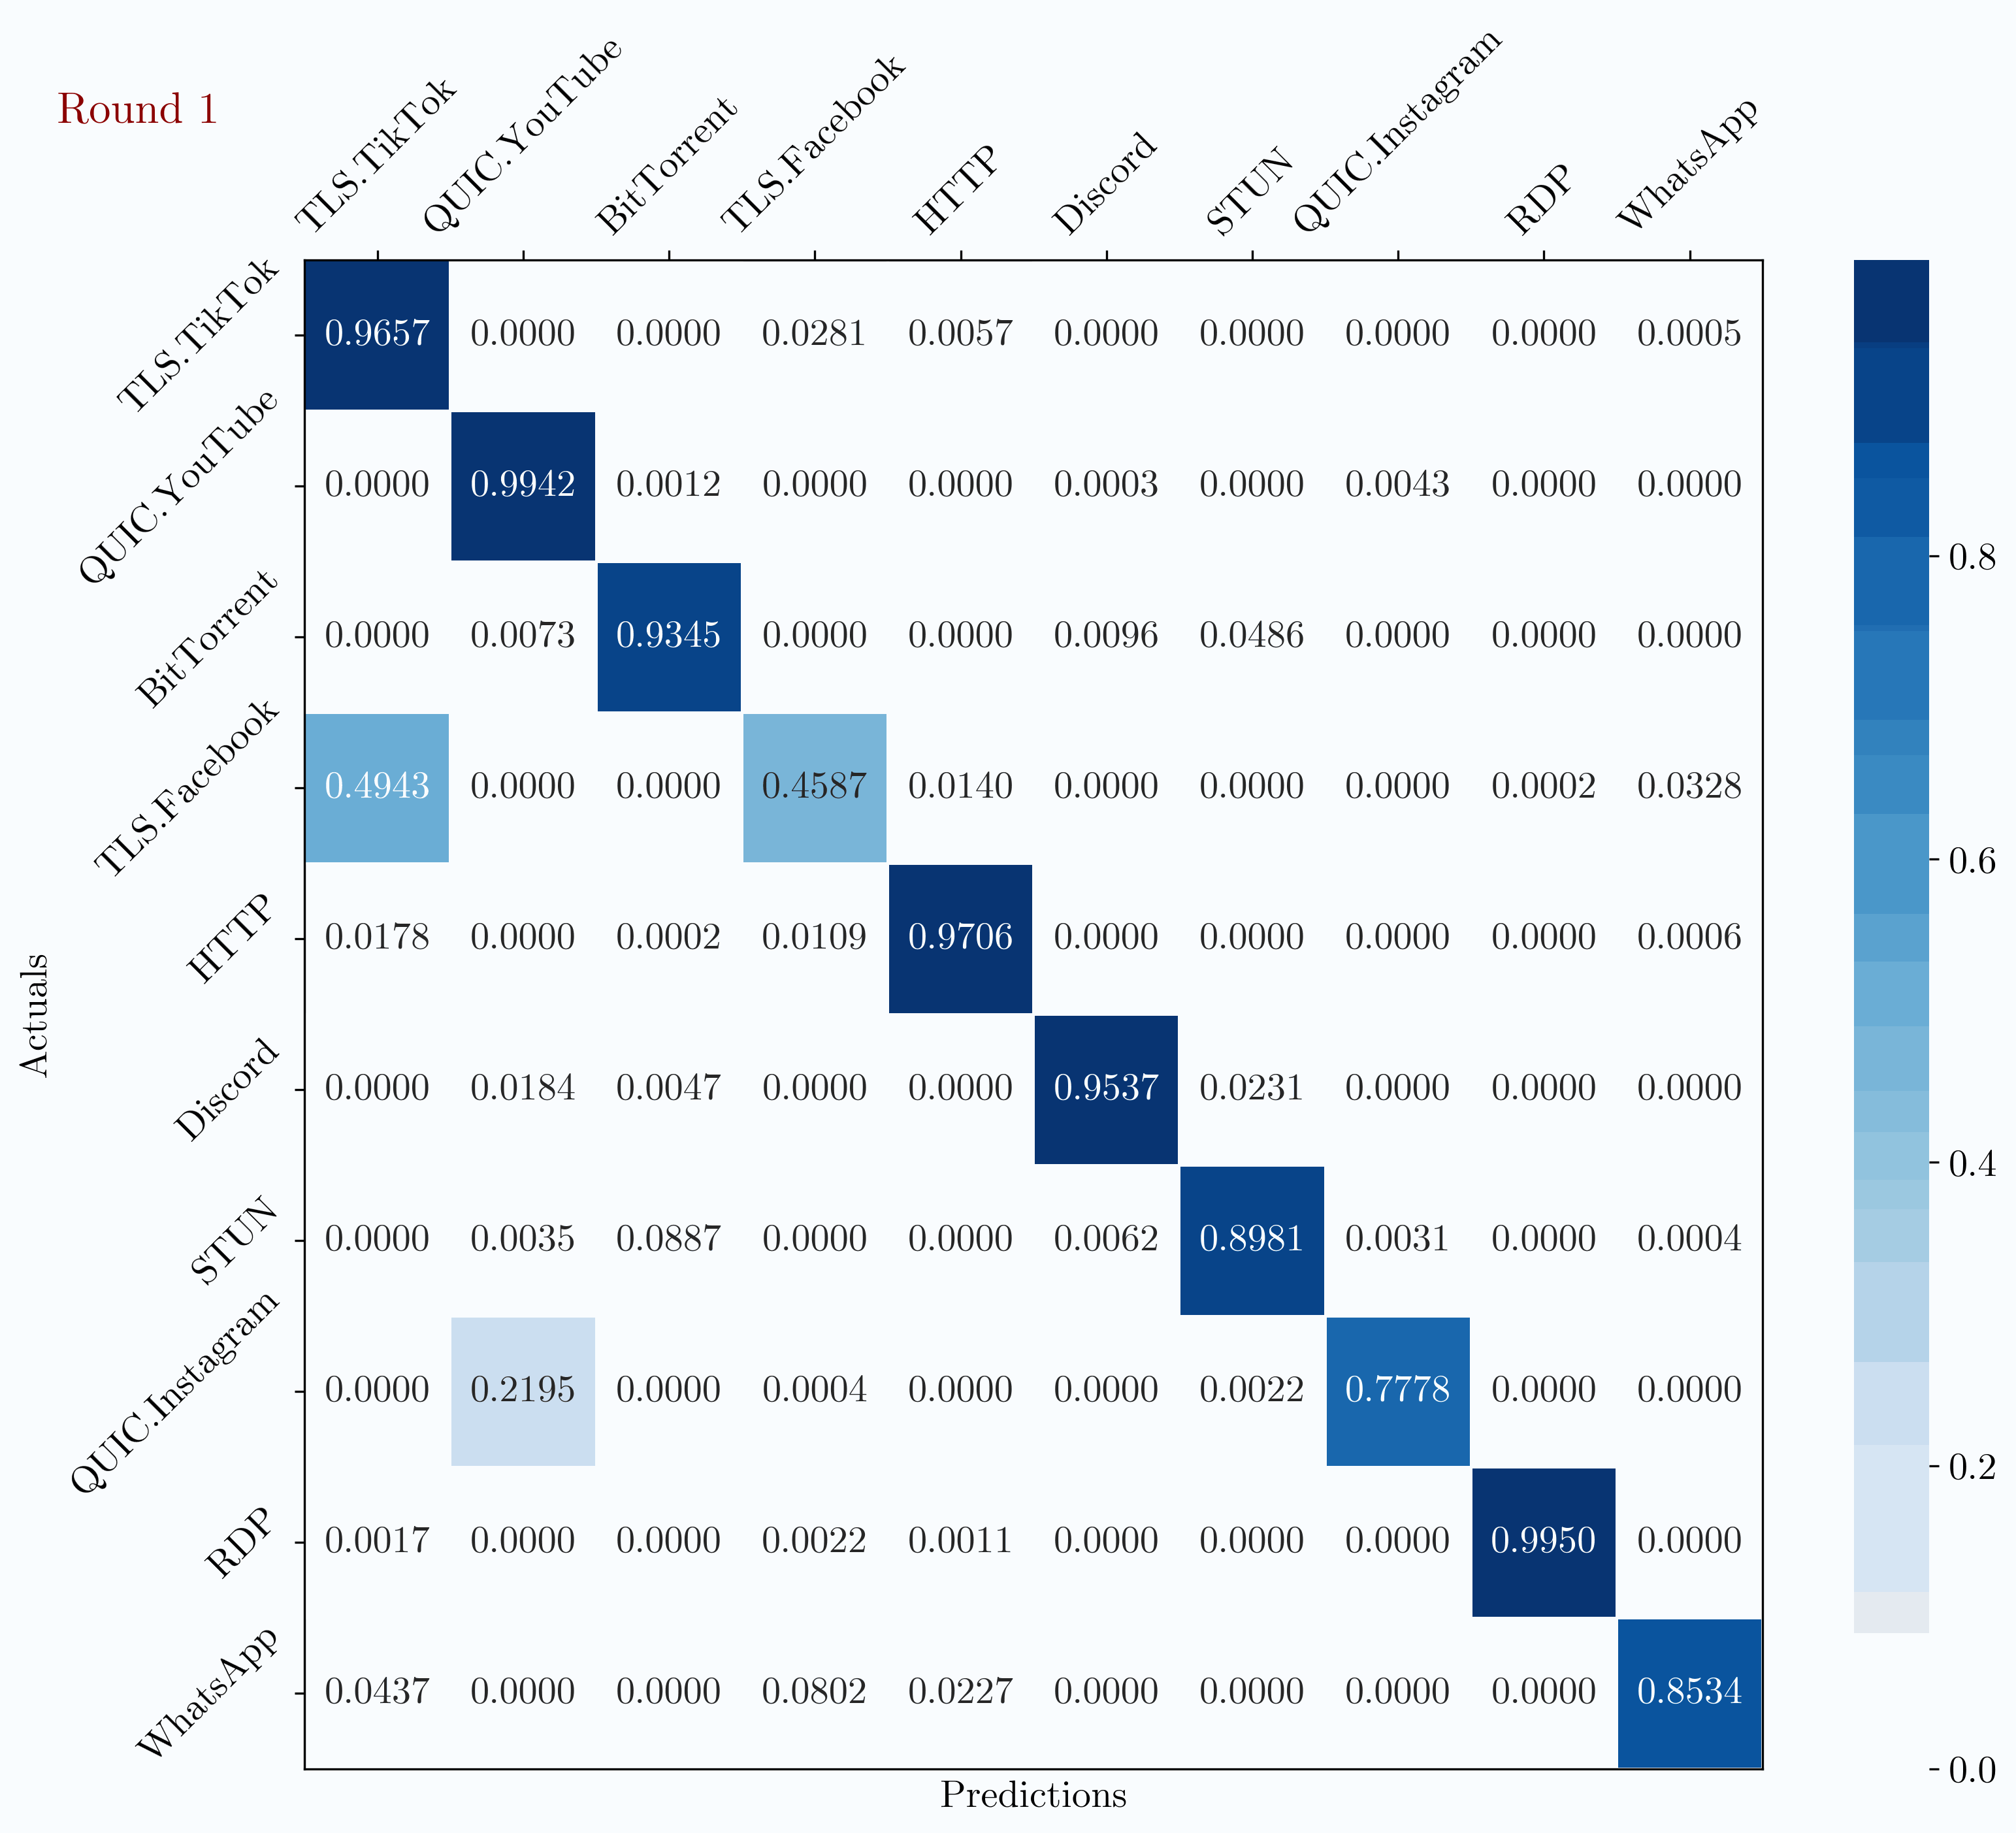 Round 1
TLS.TikTok QUIC.YouTube BitTorrent TLS.Facebook HTTP Discord STUN QUIC.Instagram RDP WhatsApp
TLS.TikTok 0.9657 0.0000 0.0000 0.0281 0.0057 0.0000 0.0000 0.0000 0.0000 0.0005
QUIC.YouTube 0.0000 0.9942 0.0012 0.0000 0.0000 0.0003 0.0000 0.0043 0.0000 0.0000
BitTorrent 0.0000 0.0073 0.9345 0.0000 0.0000 0.0096 0.0486 0.0000 0.0000 0.0000
TLS.Facebook 0.4943 0.0000 0.0000 0.4587 0.0140 0.0000 0.0000 0.0000 0.0002 0.0328
HTTP 0.0178 0.0000 0.0002 0.0109 0.9706 0.0000 0.0000 0.0000 0.0000 0.0006
Discord 0.0000 0.0184 0.0047 0.0000 0.0000 0.9537 0.0231 0.0000 0.0000 0.0000
STUN 0.0000 0.0035 0.0887 0.0000 0.0000 0.0062 0.8981 0.0031 0.0000 0.0004
QUIC.Instagram 0.0000 0.2195 0.0000 0.0004 0.0000 0.0000 0.0022 0.7778 0.0000 0.0000
RDP 0.0017 0.0000 0.0000 0.0022 0.0011 0.0000 0.0000 0.0000 0.9950 0.0000
WhatsApp 0.0437 0.0000 0.0000 0.0802 0.0227 0.0000 0.0000 0.0000 0.0000 0.8534
Actuals
Predictions
0.8
0.6
0.4
0.2
0.0